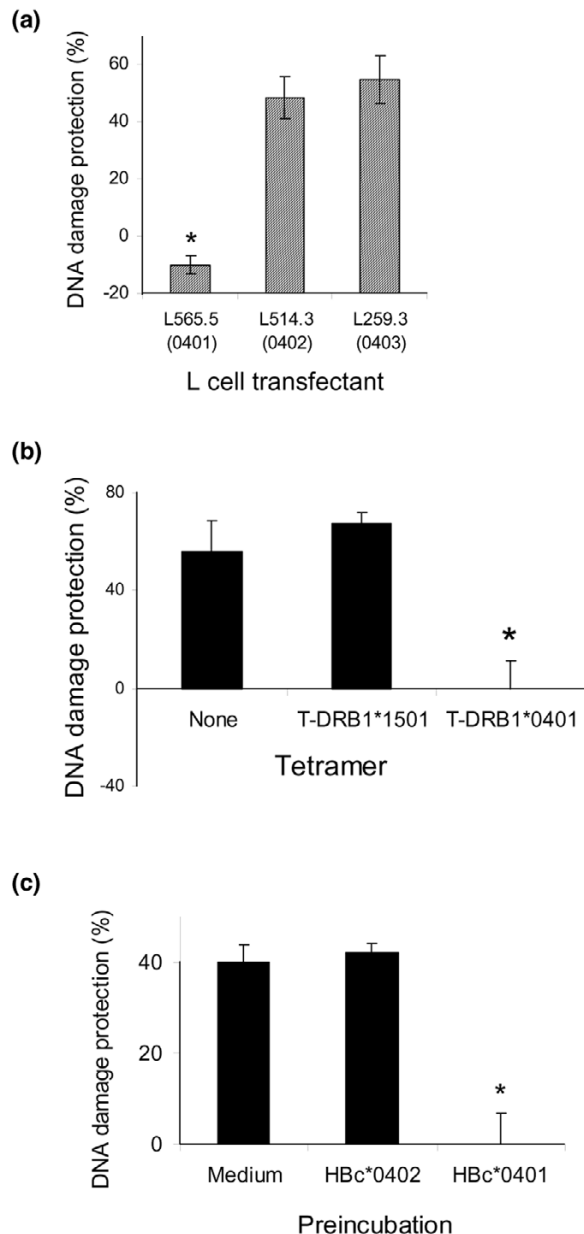 (a)
DNA damage protection (%)
60
40
20
0
-20
*
L565.5 L514.3 L259.3
(0401) (0402) (0403)
L cell transfectant
(b)
DNA damage protection (%)
80
40
0
-40
*
None T-DRB1*1501 T-DRB1*0401
Tetramer
(c)
DNA damage protection (%)
40
20
0
*
Medium HBc*0402 HBc*0401
Preincubation